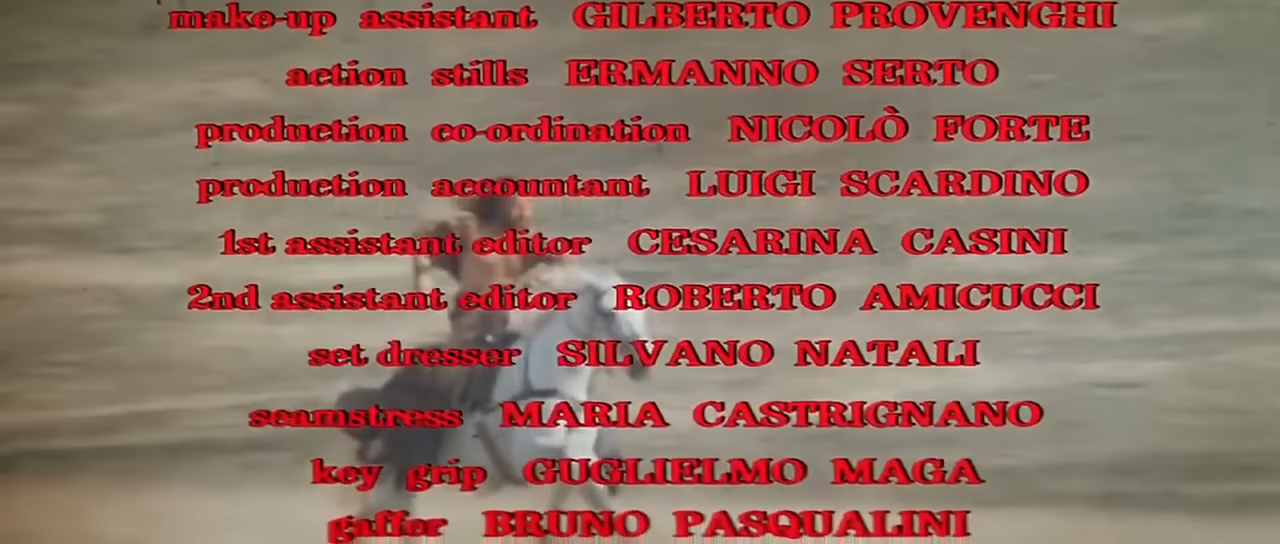 make-up assistant GILBERTO PROVENGHI
action stills ERMANNO SERTO
production co-ordination NICOLÒ FORTE
production accountant LUIGI SCARDINO
1st assistant editor CESARINA CASINI
2nd assistant editor ROBERTO AMICUCCI
set dresser SILVANO NATALI
seamstress MARIA CASTRIGNANO
key grip GUGLIELMO MAGA
gaffer BRUNO PASQUALINI